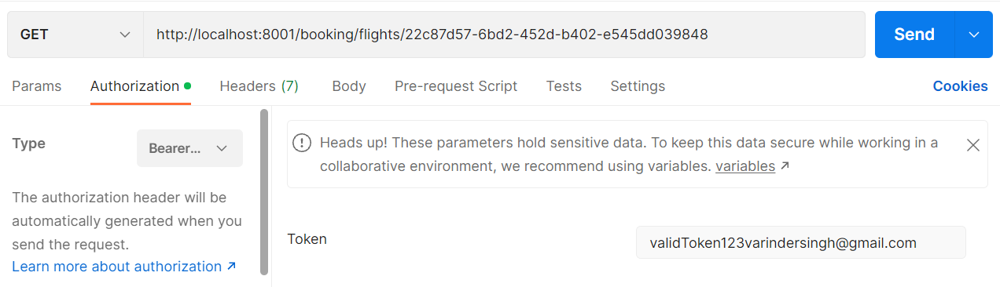 GET http://localhost:8001/booking/flights/22c87d57-6bd2-452d-b402-e545dd039848 Send
Params Authorization Headers (7) Body Pre-request Script Tests Settings Cookies
Type Bearer...
The authorization header will be
automatically generated when you
send the request.
Learn more about authorization ↗
Heads up! These parameters hold sensitive data. To keep this data secure while working in a
collaborative environment, we recommend using variables. variables ↗
Token validToken123varindersingh@gmail.com